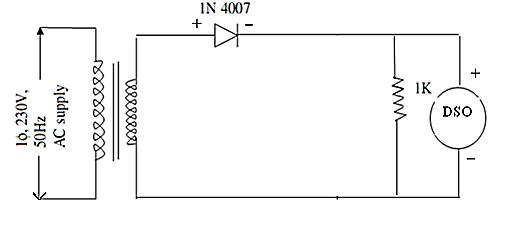 1N 4007
+ -
1ϕ, 230V,
50Hz
AC supply
1K
+
DSO
-